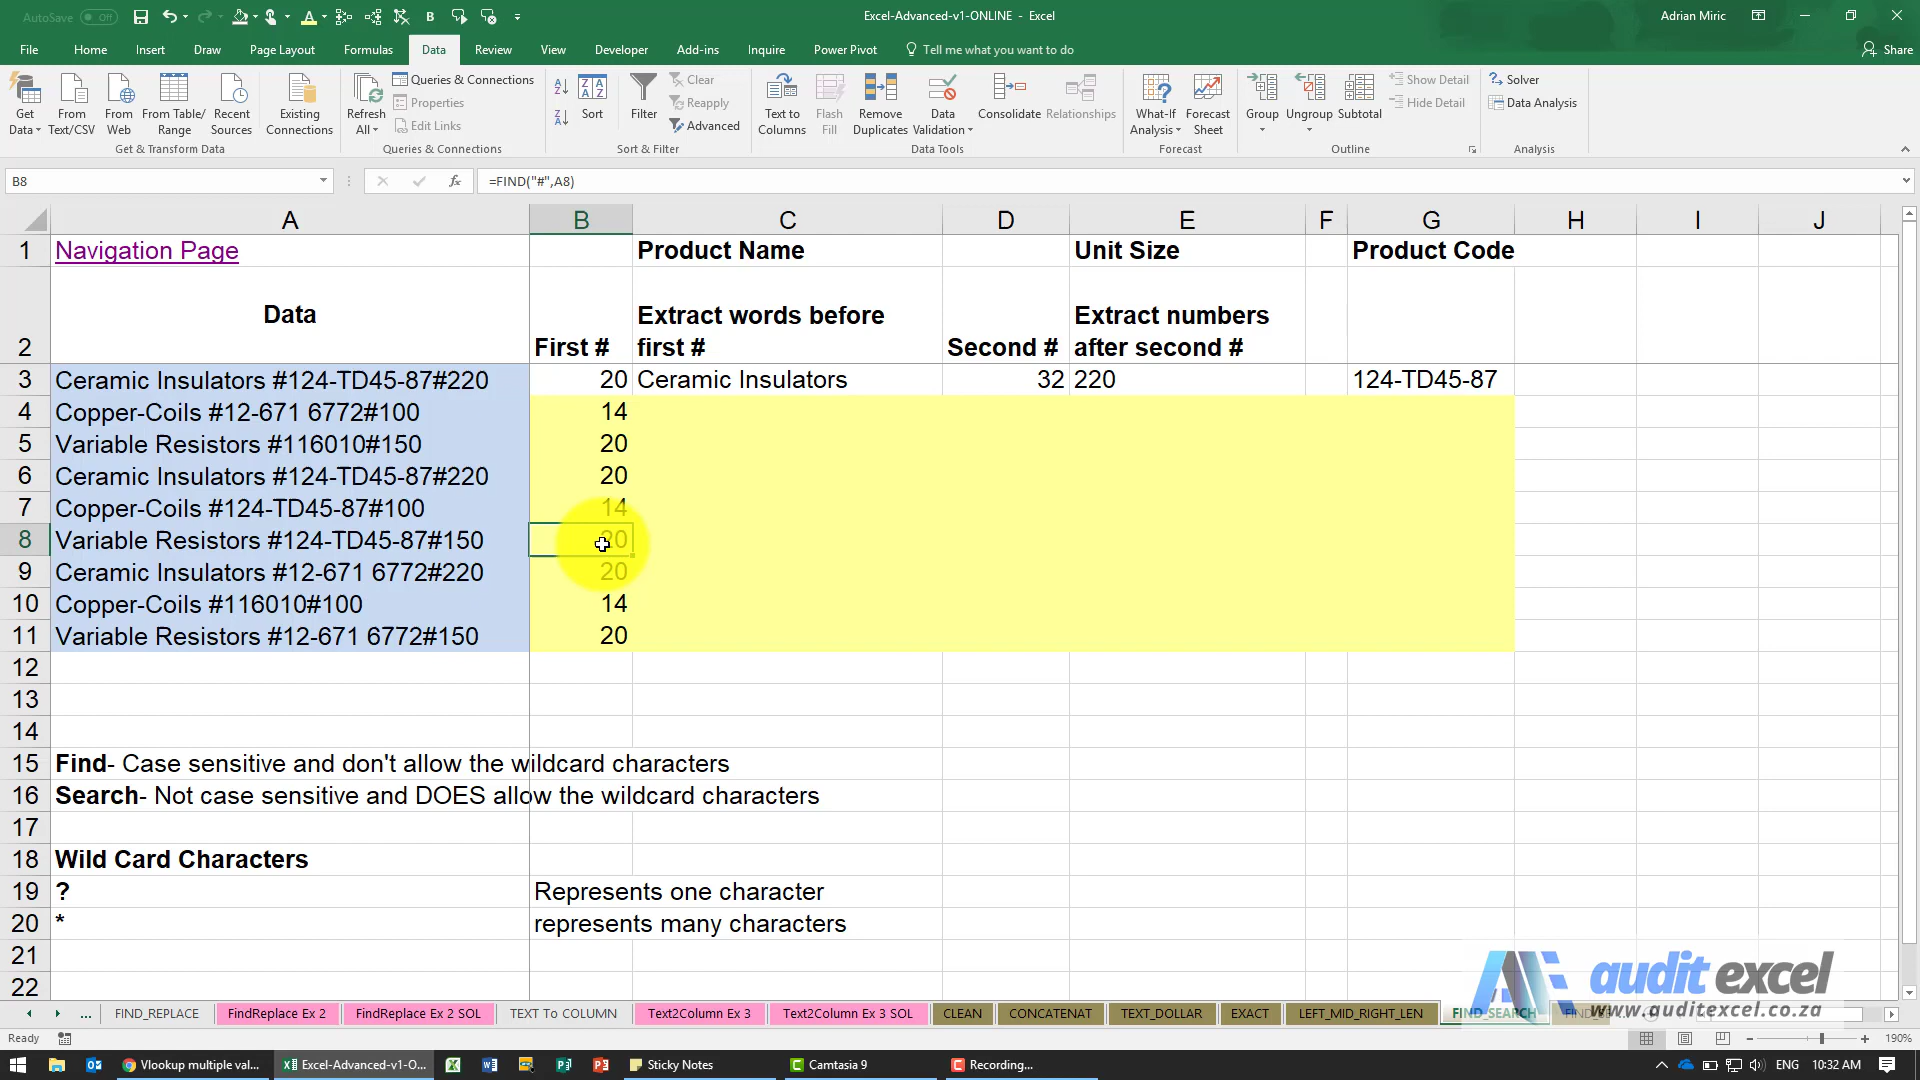 AutoSave Off
B
Excel-Advanced-v1-ONLINE - Excel
Adrian Miric
File Home Insert Draw Page Layout Formulas Data Review View Developer Add-ins Inquire Power Pivot Tell me what you want to do Share
Get Data
From Text/CSV
From Web
From Table/ Range
Recent Sources
Existing Connections
Get & Transform Data
Refresh All
Queries & Connections
Properties
Edit Links
Queries & Connections
Sort
Filter
Clear
Reapply
Advanced
Sort & Filter
Text to Columns
Flash Fill
Remove Duplicates
Data Validation
Consolidate
Relationships
Data Tools
What-If Analysis
Forecast Sheet
Forecast
Group
Ungroup
Subtotal
Show Detail
Hide Detail
Outline
Solver
Data Analysis
Analysis
B8 fx =FIND("#",A8)
A B C D E F G H I J
1 Navigation Page Product Name Unit Size Product Code
2 Data First # Extract words before first # Second # Extract numbers after second #
3 Ceramic Insulators #124-TD45-87#220 20 Ceramic Insulators 32 220 124-TD45-87
4 Copper-Coils #12-671 6772#100 14
5 Variable Resistors #116010#150 20
6 Ceramic Insulators #124-TD45-87#220 20
7 Copper-Coils #124-TD45-87#100 14
8 Variable Resistors #124-TD45-87#150 20
9 Ceramic Insulators #12-671 6772#220 20
10 Copper-Coils #116010#100 14
11 Variable Resistors #12-671 6772#150 20
12
13
14
15 Find- Case sensitive and don't allow the wildcard characters
16 Search- Not case sensitive and DOES allow the wildcard characters
17
18 Wild Card Characters
19 ? Represents one character
20 * represents many characters
21
22
audit excel
www.auditexcel.co.za
... FIND_REPLACE FindReplace Ex 2 FindReplace Ex 2 SOL TEXT To COLUMN Text2Column Ex 3 Text2Column Ex 3 SOL CLEAN CONCATENAT TEXT_DOLLAR EXACT LEFT_MID_RIGHT_LEN FIND_SEARCH
Ready 190%
Vlookup multiple val... Excel-Advanced-v1-O... Sticky Notes Camtasia 9 Recording... ENG 10:32 AM